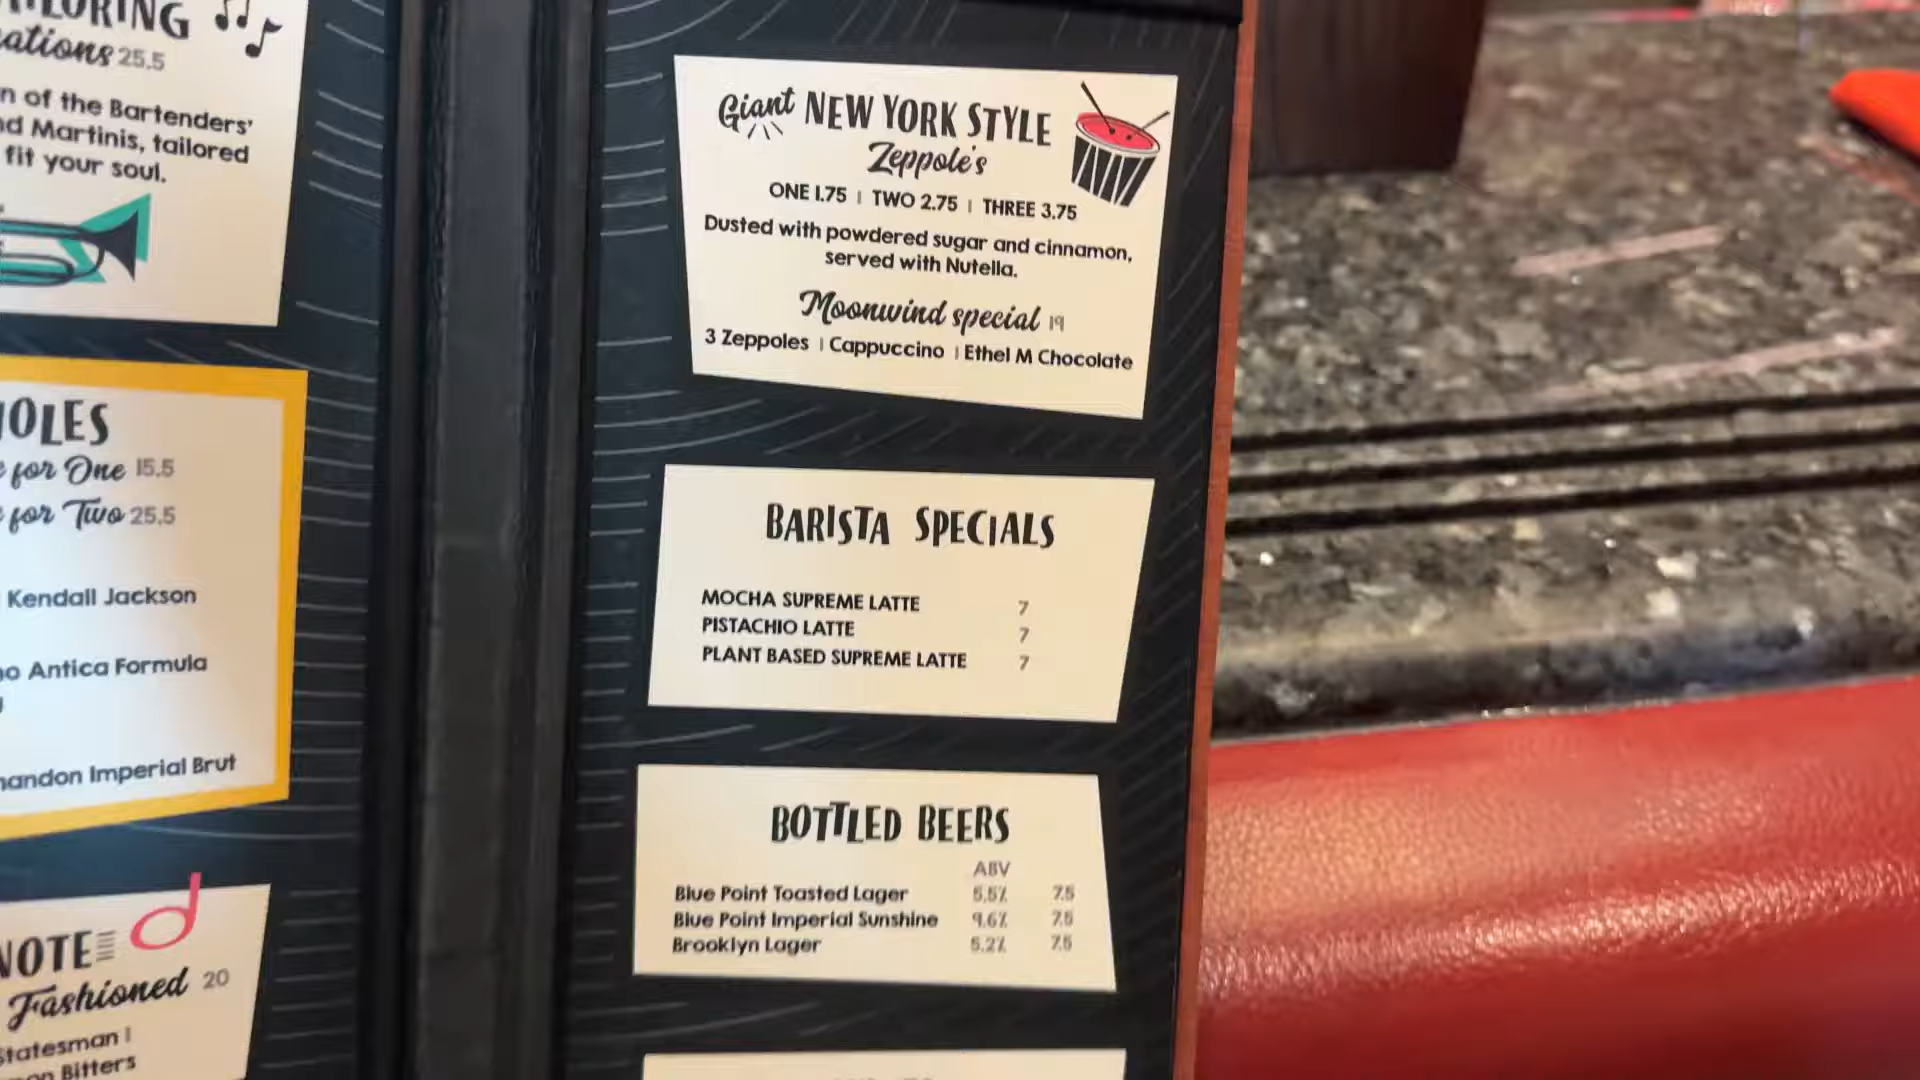 ORING
ations 25.5
n of the Bartenders'
d Martinis, tailored
fit your soul.
OLES
for One 15.5
for Two 25.5
Kendall Jackson
o Antica Formula
andon Imperial Brut
NOTE
Fashioned 20
Statesman |
on Bitters
Giant NEW YORK STYLE
Zeppole's
ONE 1.75 | TWO 2.75 | THREE 3.75
Dusted with powdered sugar and cinnamon,
served with Nutella.
Moonwind special 19
3 Zeppoles | Cappuccino | Ethel M Chocolate
BARISTA SPECIALS
MOCHA SUPREME LATTE 7
PISTACHIO LATTE 7
PLANT BASED SUPREME LATTE 7
BOTTLED BEERS
ABV
Blue Point Toasted Lager 5.5% 7.5
Blue Point Imperial Sunshine 9.6% 7.5
Brooklyn Lager 5.2% 7.5